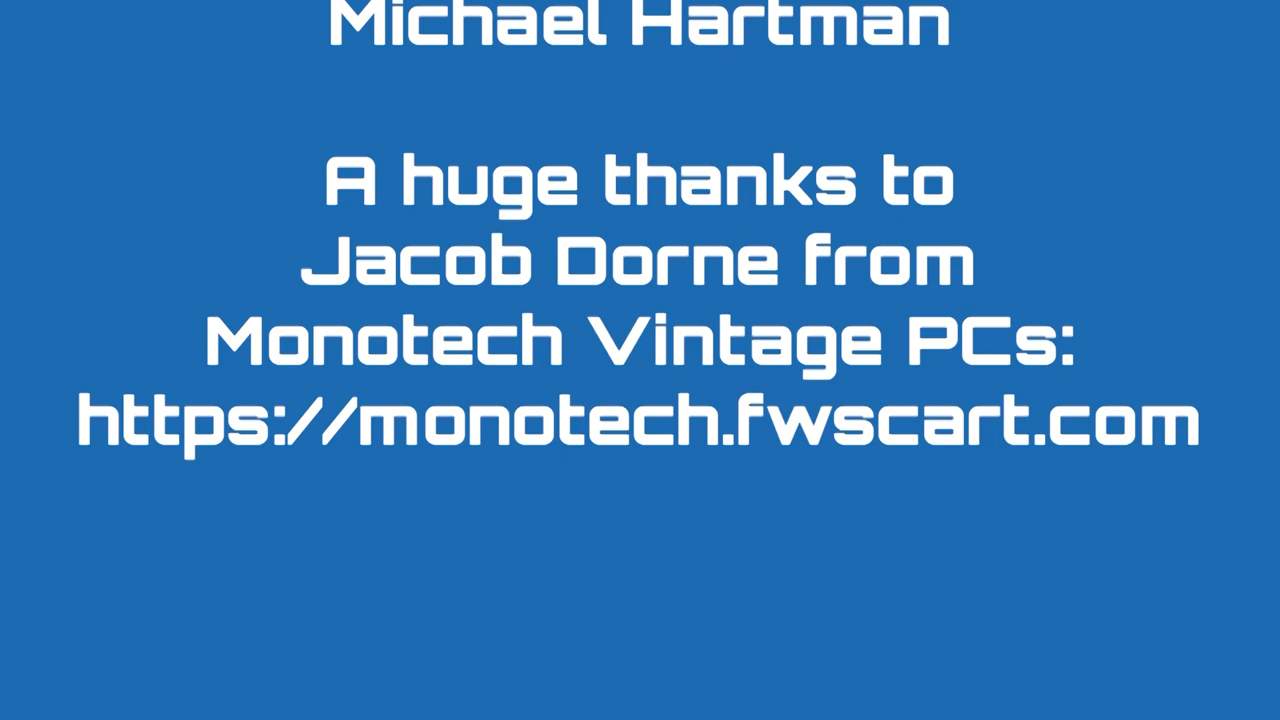 Michael Hartman
A huge thanks to
Jacob Dorne from
Monotech Vintage PCs:
https://monotech.fwscart.com